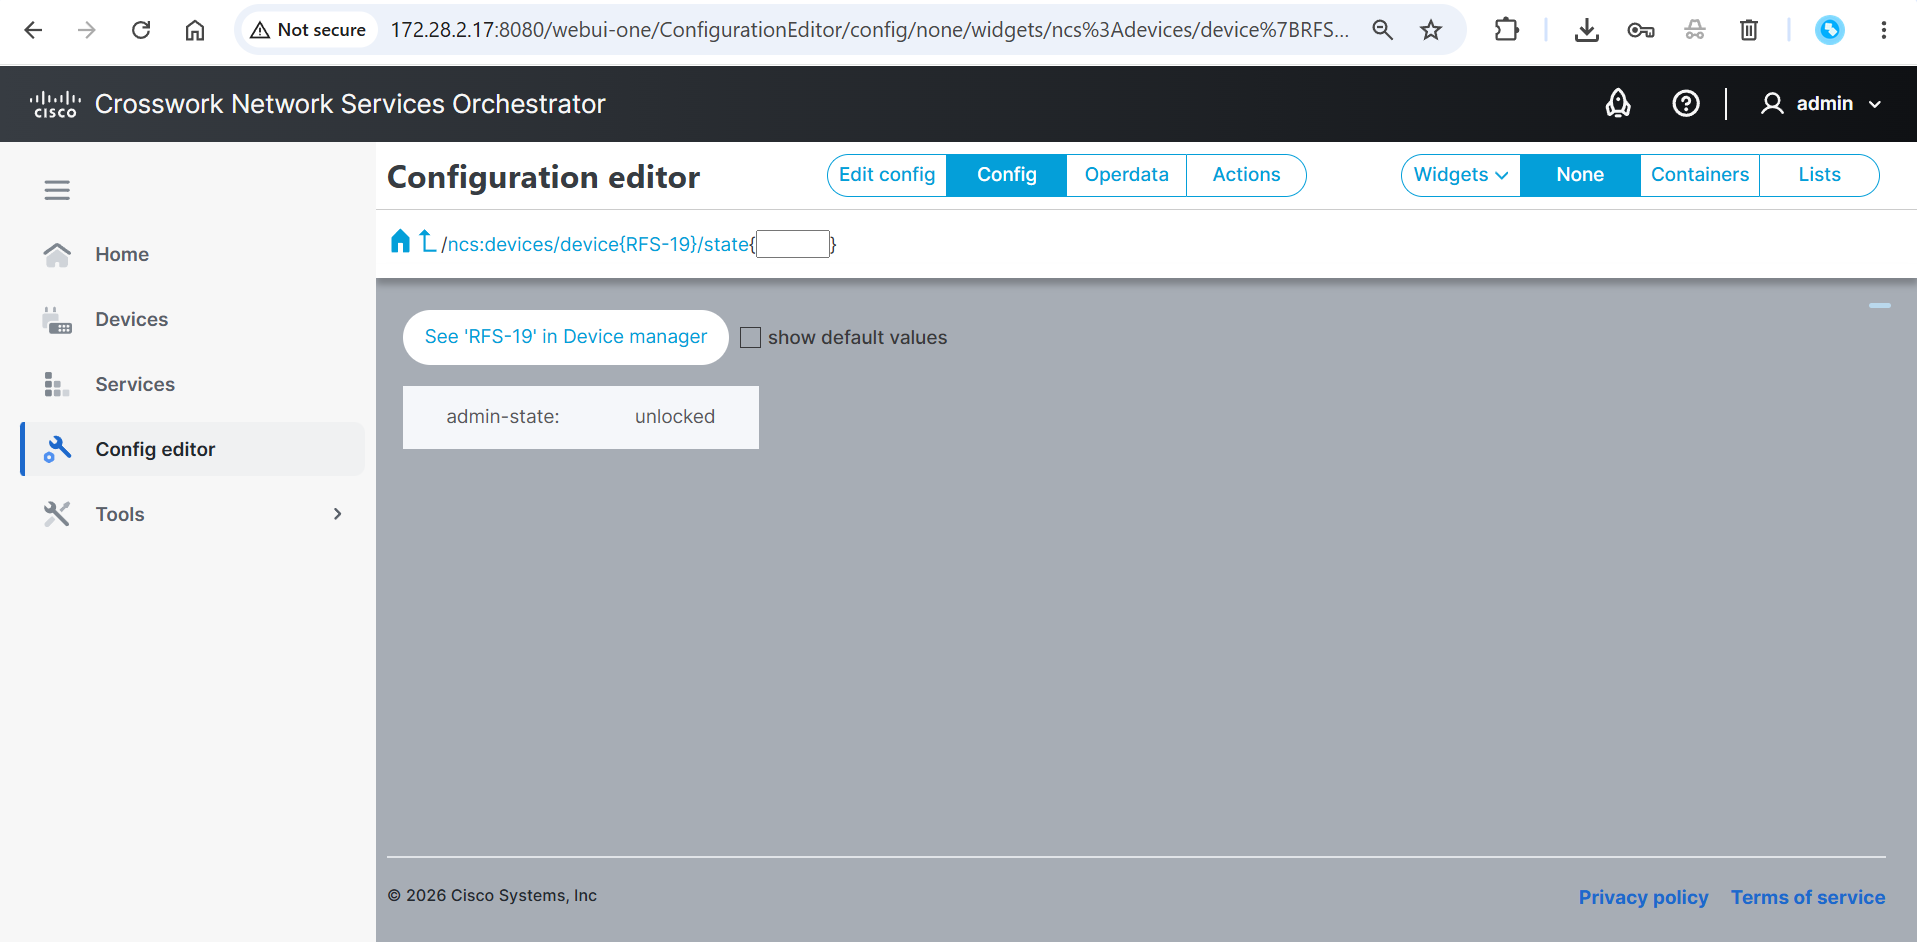 Not secure 172.28.2.17:8080/webui-one/ConfigurationEditor/config/none/widgets/ncs%3Adevices/device%7BRFS...
cisco Crosswork Network Services Orchestrator admin
Configuration editor Edit config Config Operdata Actions Widgets None Containers Lists
/ncs:devices/device{RFS-19}/state{ }
Home
Devices
Services
Config editor
Tools
See 'RFS-19' in Device manager show default values
admin-state: unlocked
© 2026 Cisco Systems, Inc Privacy policy Terms of service